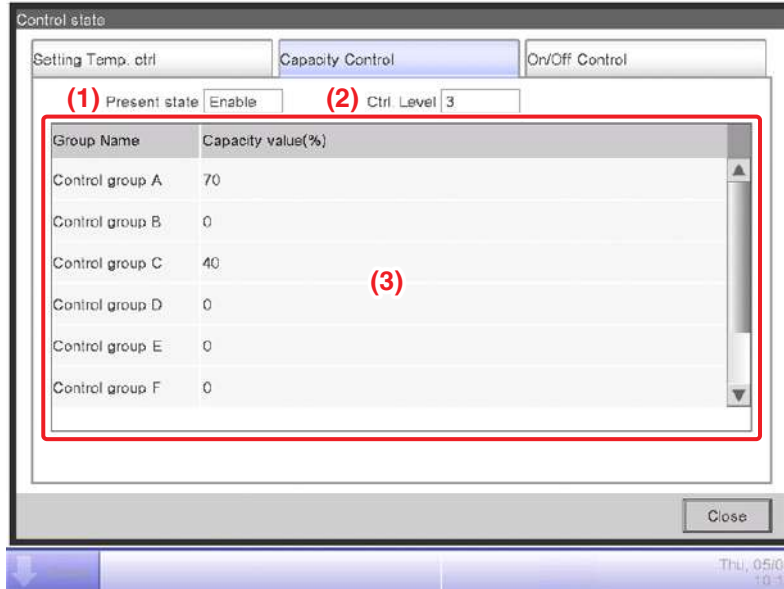 Control state
Setting Temp. ctrl Capacity Control On/Off Control
(1) Present state Enable (2) Ctrl. Level 3
Group Name Capacity value(%)
Control group A 70
Control group B 0
Control group C 40
(3)
Control group D 0
Control group E 0
Control group F 0
Close
Thu, 05/0